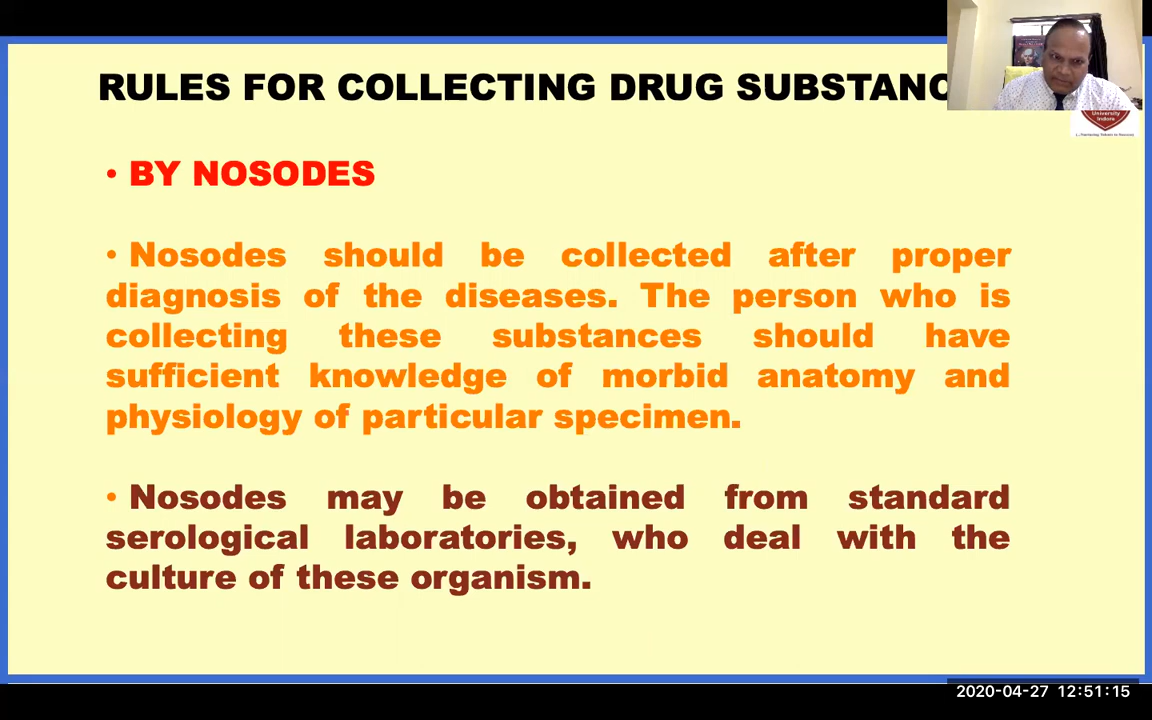 RULES FOR COLLECTING DRUG SUBSTANC
• BY NOSODES
• Nosodes should be collected after proper
diagnosis of the diseases. The person who is
collecting these substances should have
sufficient knowledge of morbid anatomy and
physiology of particular specimen.
• Nosodes may be obtained from standard
serological laboratories, who deal with the
culture of these organism.
University
Indore
2020-04-27 12:51:15